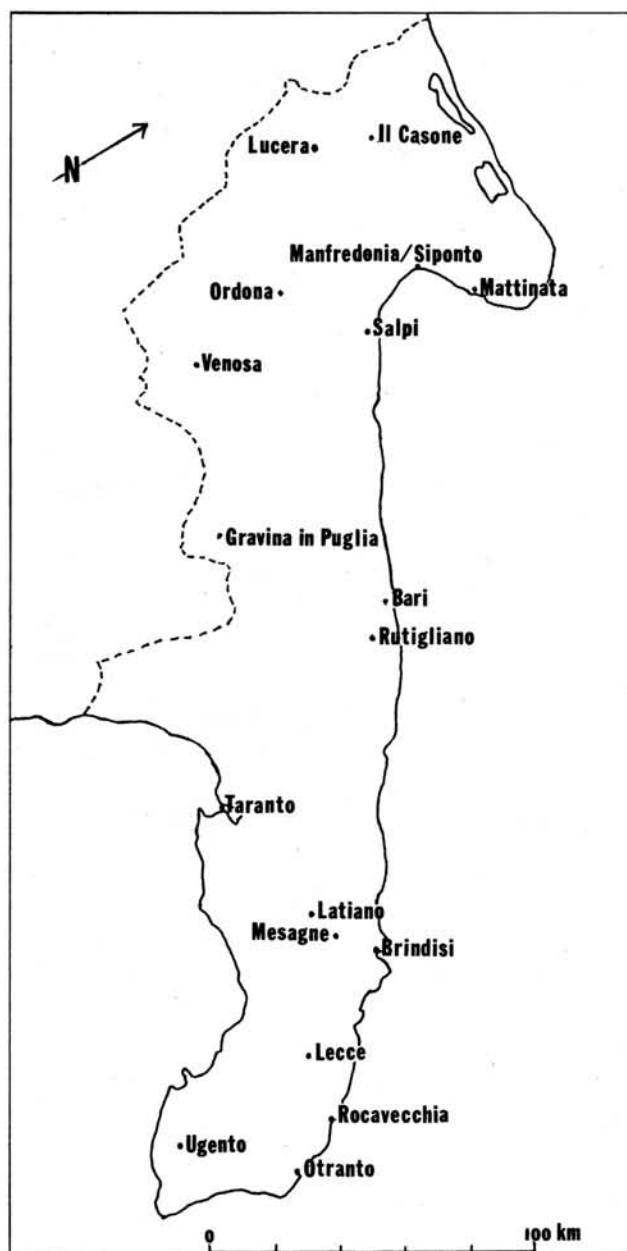 Il Casone
Lucera
N
Manfredonia/Siponto
Mattinata
Ordona
Salpi
Venosa
Gravina in Puglia
Bari
Rutigliano
Taranto
Latiano
Mesagne
Brindisi
Lecce
Rocavecchia
Ugento
Otranto
0 100 km